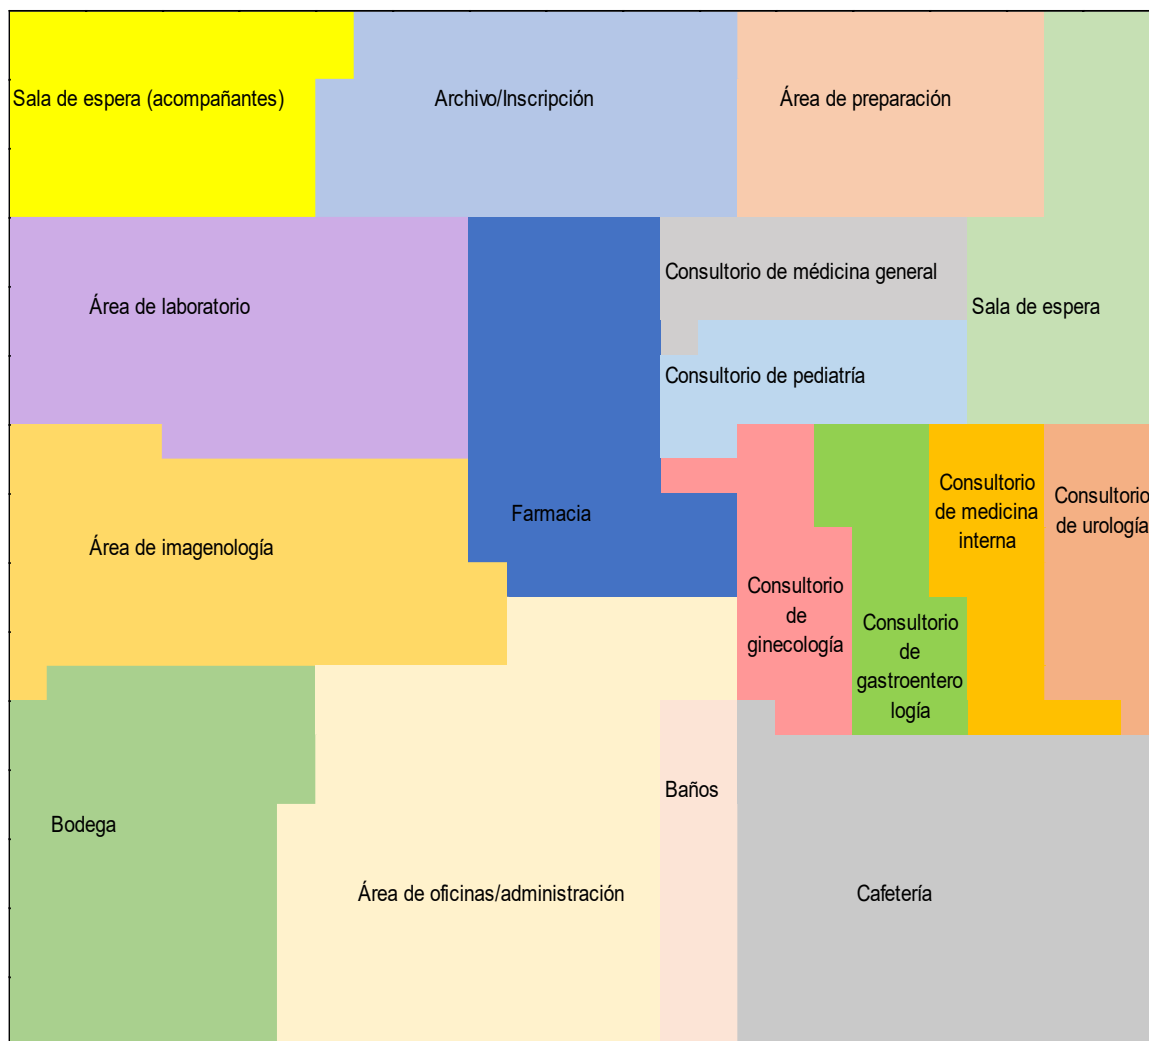 Sala de espera (acompañantes)
Archivo/Inscripción
Área de preparación
Consultorio de médicina general
Área de laboratorio
Sala de espera
Consultorio de pediatría
Farmacia
Consultorio
de medicina
interna
Consultorio
de urología
Área de imagenología
Consultorio
de
ginecología
Consultorio
de
gastroentero
logía
Baños
Bodega
Área de oficinas/administración
Cafetería